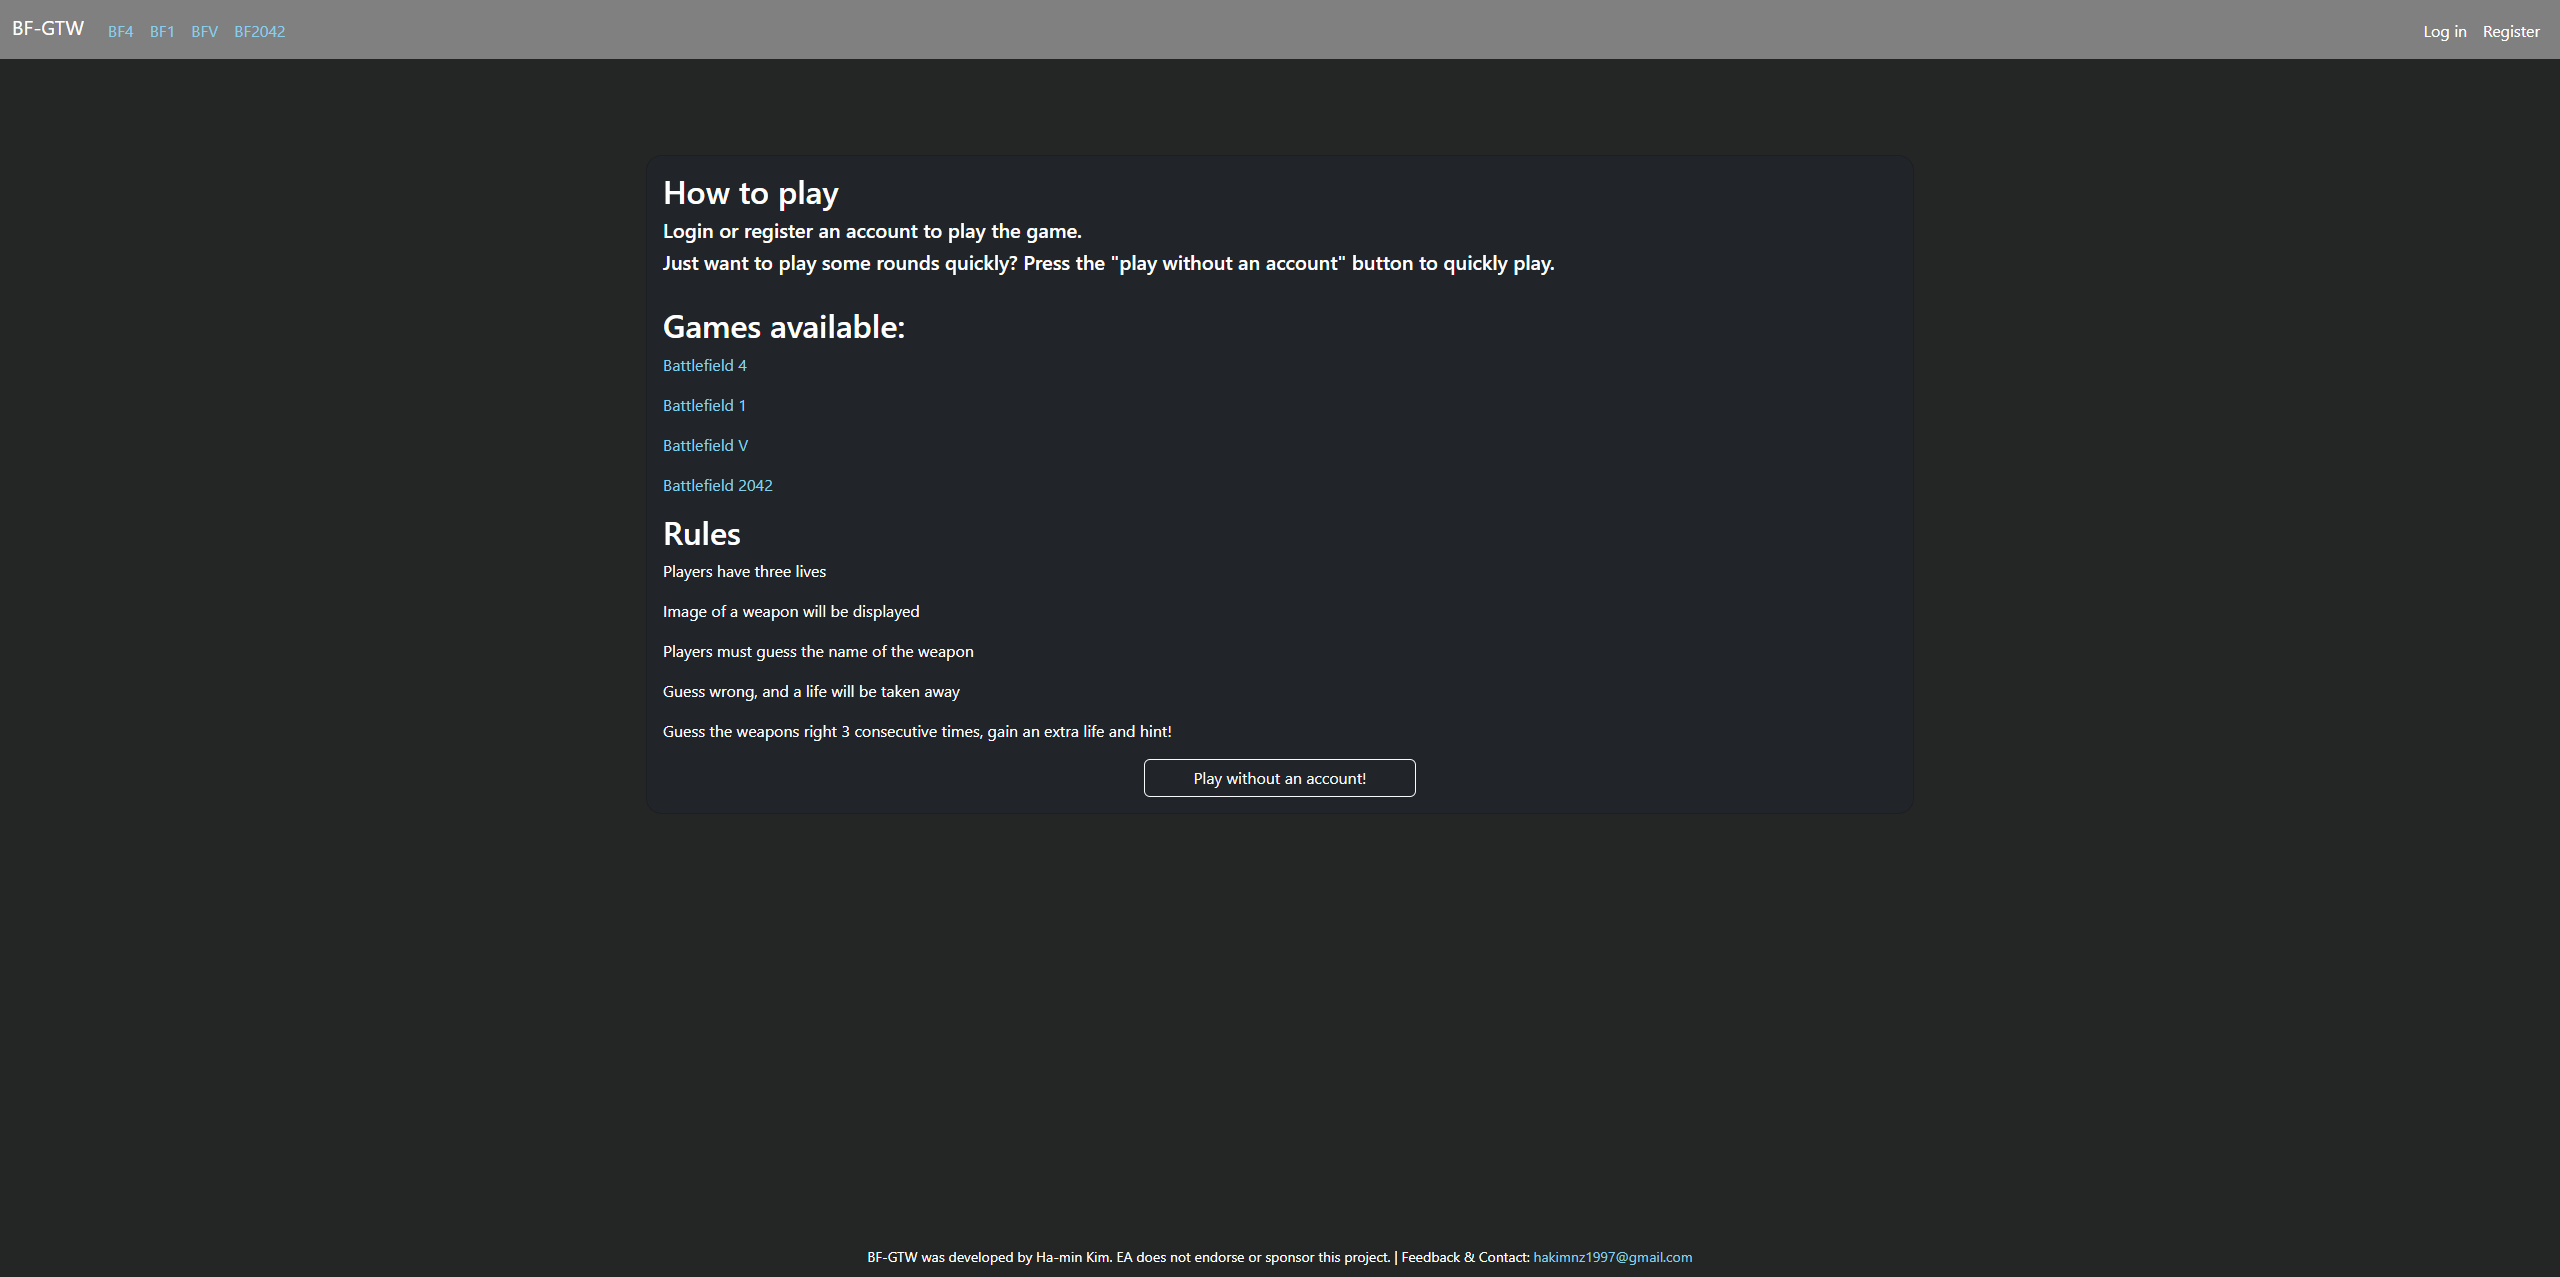 BF-GTW BF4 BF1 BFV BF2042 Log in Register
How to play
Login or register an account to play the game.
Just want to play some rounds quickly? Press the "play without an account" button to quickly play.
Games available:
Battlefield 4
Battlefield 1
Battlefield V
Battlefield 2042
Rules
Players have three lives
Image of a weapon will be displayed
Players must guess the name of the weapon
Guess wrong, and a life will be taken away
Guess the weapons right 3 consecutive times, gain an extra life and hint!
Play without an account!
BF-GTW was developed by Ha-min Kim. EA does not endorse or sponsor this project. | Feedback & Contact: hakimnz1997@gmail.com